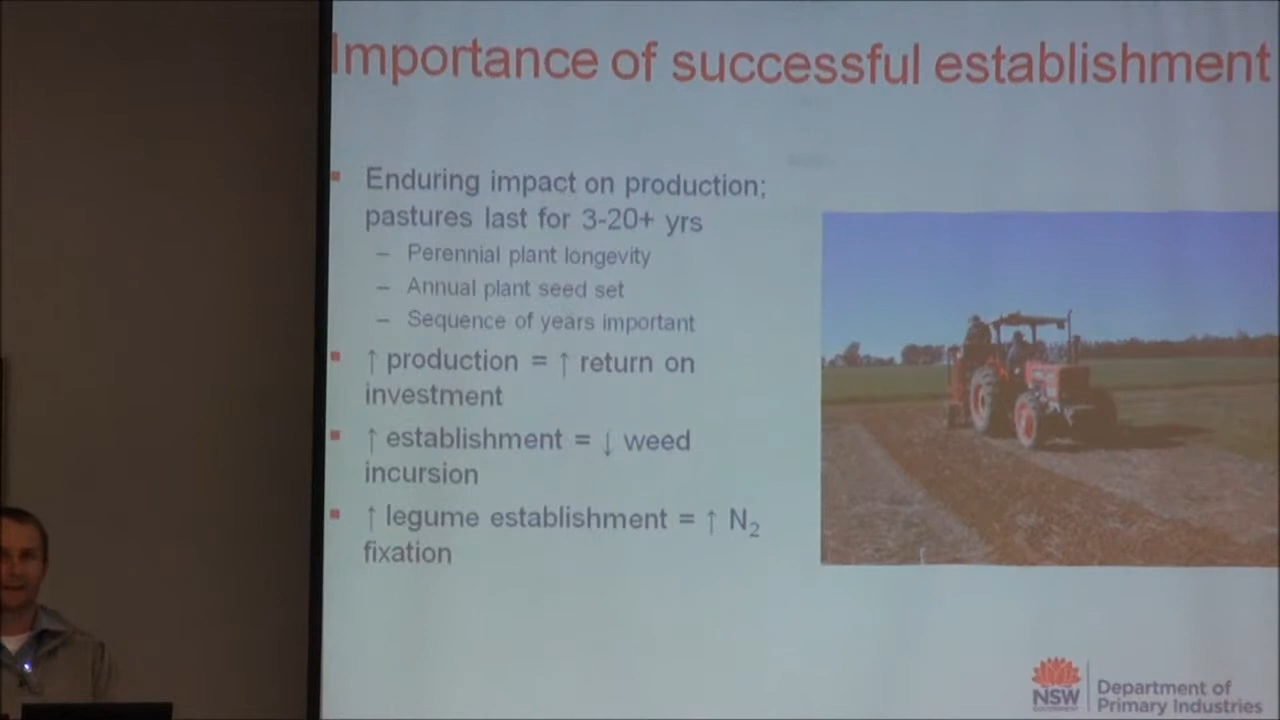 Importance of successful establishment
▪ Enduring impact on production;
pastures last for 3-20+ yrs
– Perennial plant longevity
– Annual plant seed set
– Sequence of years important
▪ ↑ production = ↑ return on
investment
▪ ↑ establishment = ↓ weed
incursion
▪ ↑ legume establishment = ↑ N₂
fixation
NSW
GOVERNMENT
Department of
Primary Industries